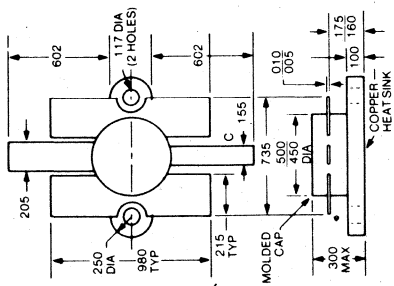 602
.117 DIA
(2 HOLES)
602
205
155
C
250
DIA
980
TYP
215
TYP
735
500
450
DIA
010
005
175
160
100
MOLDED
CAP
300
MAX
COPPER
HEAT SINK